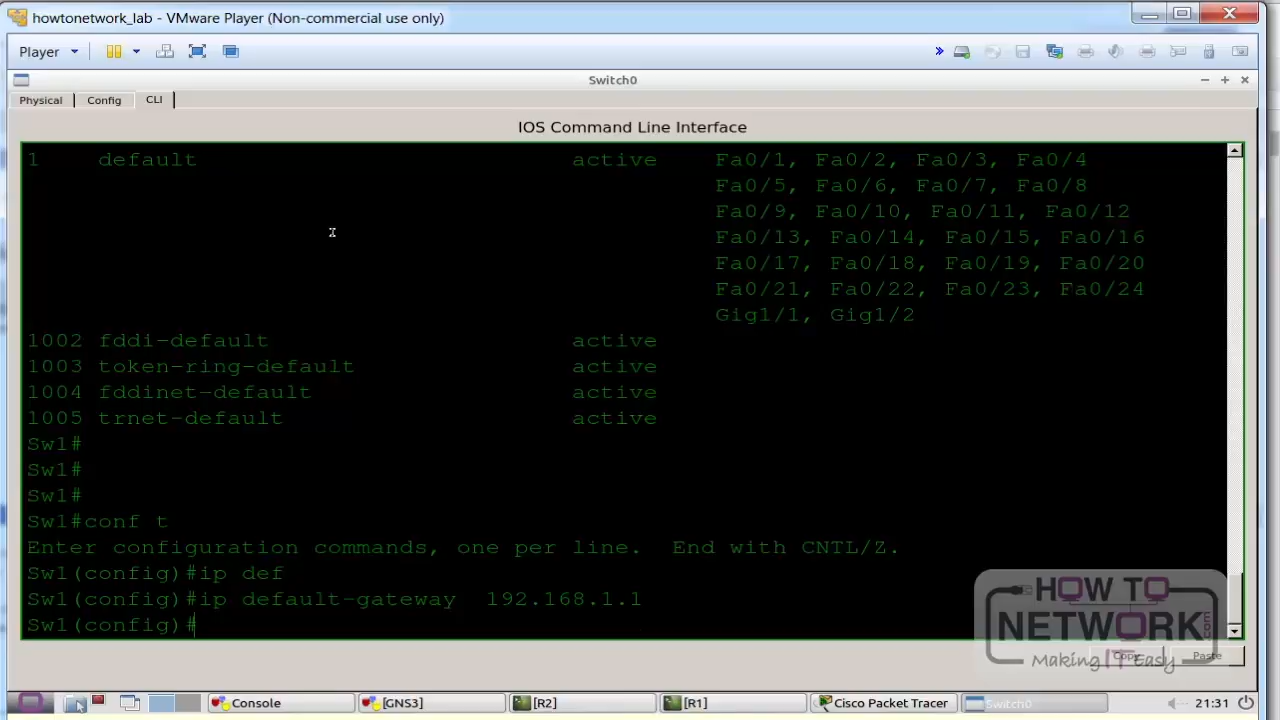 howtonetwork_lab - VMware Player (Non-commercial use only)
Player
Switch0
Physical Config CLI
IOS Command Line Interface
1 default active Fa0/1, Fa0/2, Fa0/3, Fa0/4
Fa0/5, Fa0/6, Fa0/7, Fa0/8
Fa0/9, Fa0/10, Fa0/11, Fa0/12
Fa0/13, Fa0/14, Fa0/15, Fa0/16
Fa0/17, Fa0/18, Fa0/19, Fa0/20
Fa0/21, Fa0/22, Fa0/23, Fa0/24
Gig1/1, Gig1/2
1002 fddi-default active
1003 token-ring-default active
1004 fddinet-default active
1005 trnet-default active
Sw1#
Sw1#
Sw1#
Sw1#conf t
Enter configuration commands, one per line. End with CNTL/Z.
Sw1(config)#ip def
Sw1(config)#ip default-gateway 192.168.1.1
Sw1(config)#
HOW TO
NETWORK.com
Making IT Easy
Copy Paste
Console [GNS3] [R2] [R1] Cisco Packet Tracer Switch0 21:31